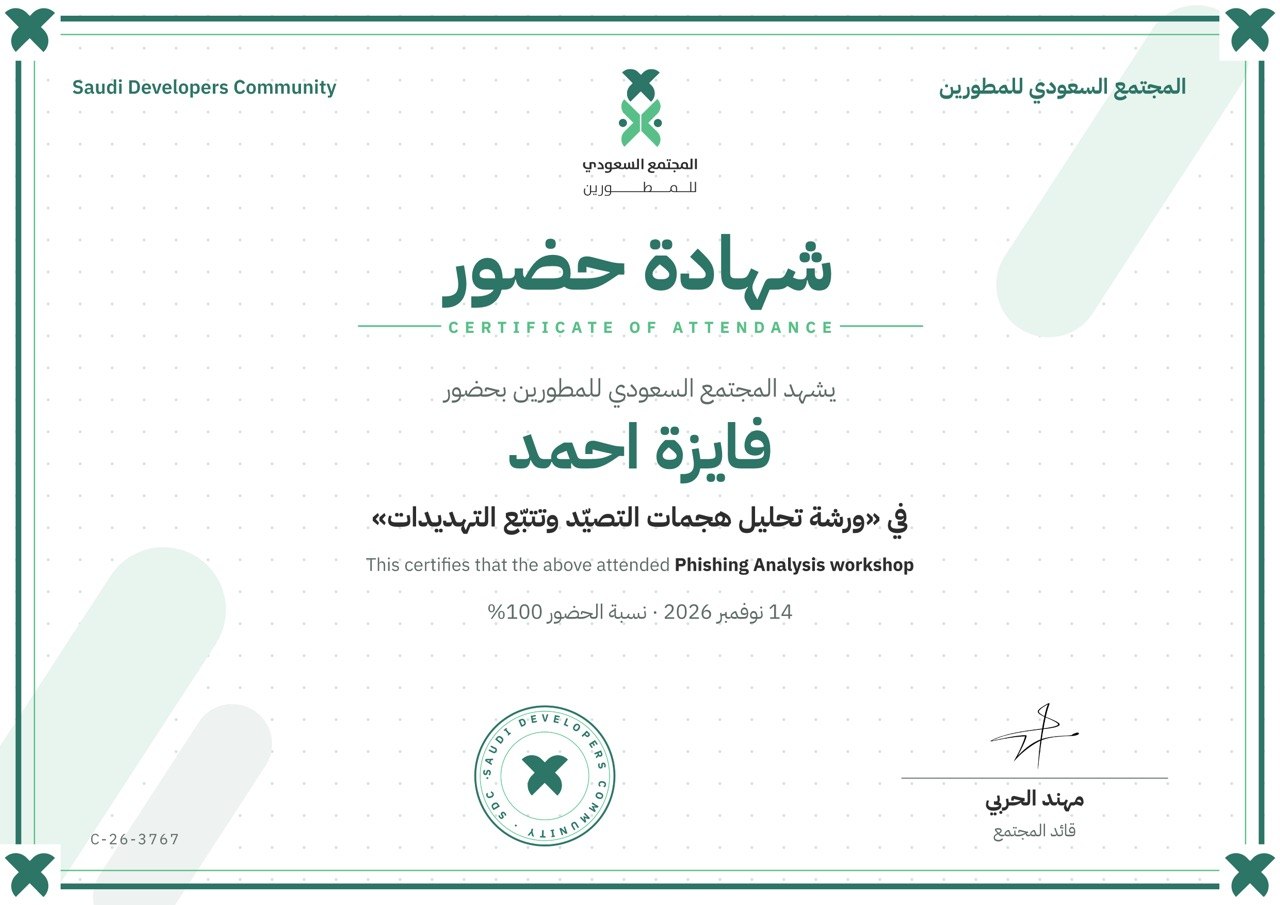 Saudi Developers Community
المجتمع السعودي للمطورين
المجتمع السعودي
للمطورين
شهادة حضور
CERTIFICATE OF ATTENDANCE
يشهد المجتمع السعودي للمطورين بحضور
فايزة احمد
في «ورشة تحليل هجمات التصيّد وتتبّع التهديدات»
This certifies that the above attended Phishing Analysis workshop
14 نوفمبر 2026 · نسبة الحضور 100%
SAUDI DEVELOPERS COMMUNITY · SDC ·
مهند الحربي
قائد المجتمع
C-26-3767